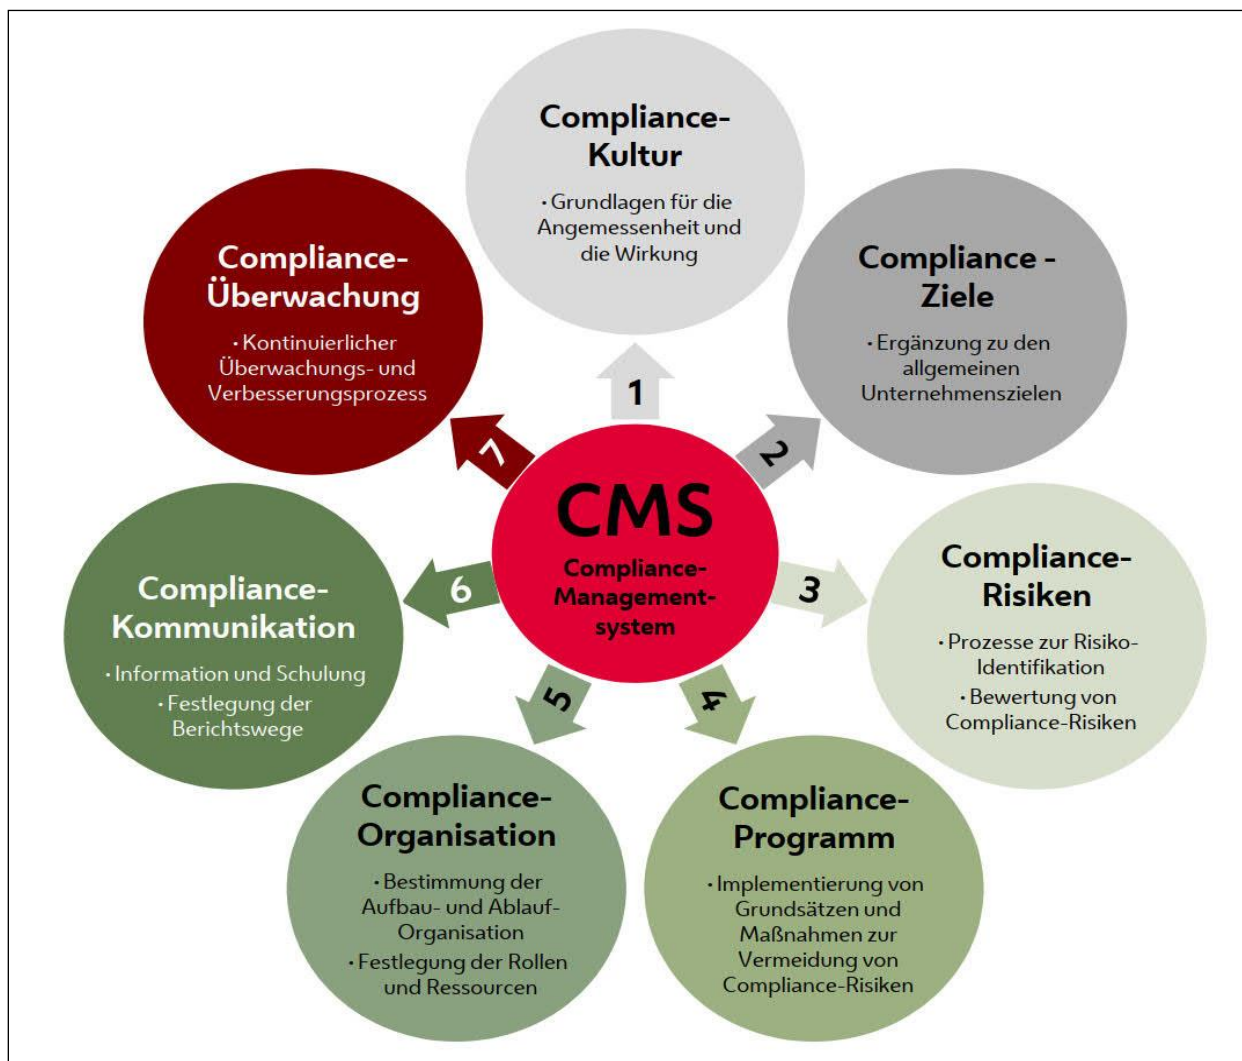 CMS
Compliance-
Management-
system
1
Compliance-
Kultur
· Grundlagen für die
Angemessenheit und
die Wirkung
2
Compliance -
Ziele
· Ergänzung zu den
allgemeinen
Unternehmenszielen
3
Compliance-
Risiken
· Prozesse zur Risiko-
Identifikation
· Bewertung von
Compliance-Risiken
4
Compliance-
Programm
· Implementierung von
Grundsätzen und
Maßnahmen zur
Vermeidung von
Compliance-Risiken
5
Compliance-
Organisation
· Bestimmung der
Aufbau- und Ablauf-
Organisation
· Festlegung der Rollen
und Ressourcen
6
Compliance-
Kommunikation
· Information und Schulung
· Festlegung der
Berichtswege
7
Compliance-
Überwachung
· Kontinuierlicher
Überwachungs- und
Verbesserungsprozess